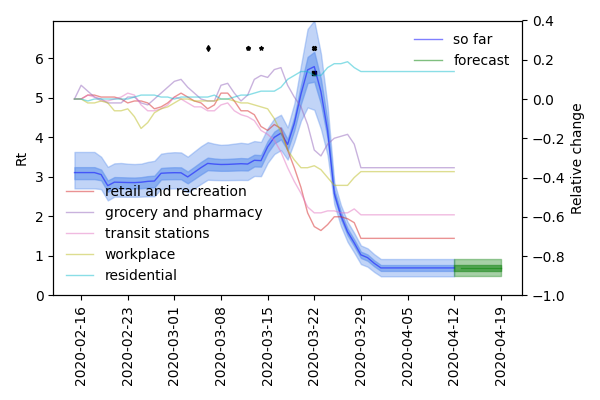 Rt
6
5
4
3
2
1
0
0.4
0.2
0.0
−0.2
−0.4
−0.6
−0.8
−1.0
Relative change
so far
forecast
retail and recreation
grocery and pharmacy
transit stations
workplace
residential
2020-02-16
2020-02-23
2020-03-01
2020-03-08
2020-03-15
2020-03-22
2020-03-29
2020-04-05
2020-04-12
2020-04-19